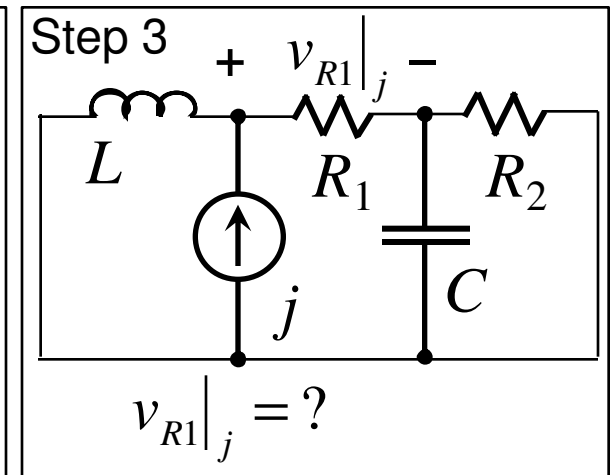 Step 3
+ v_{R1}|_j −
L R_1 R_2
j C
v_{R1}|_j = ?